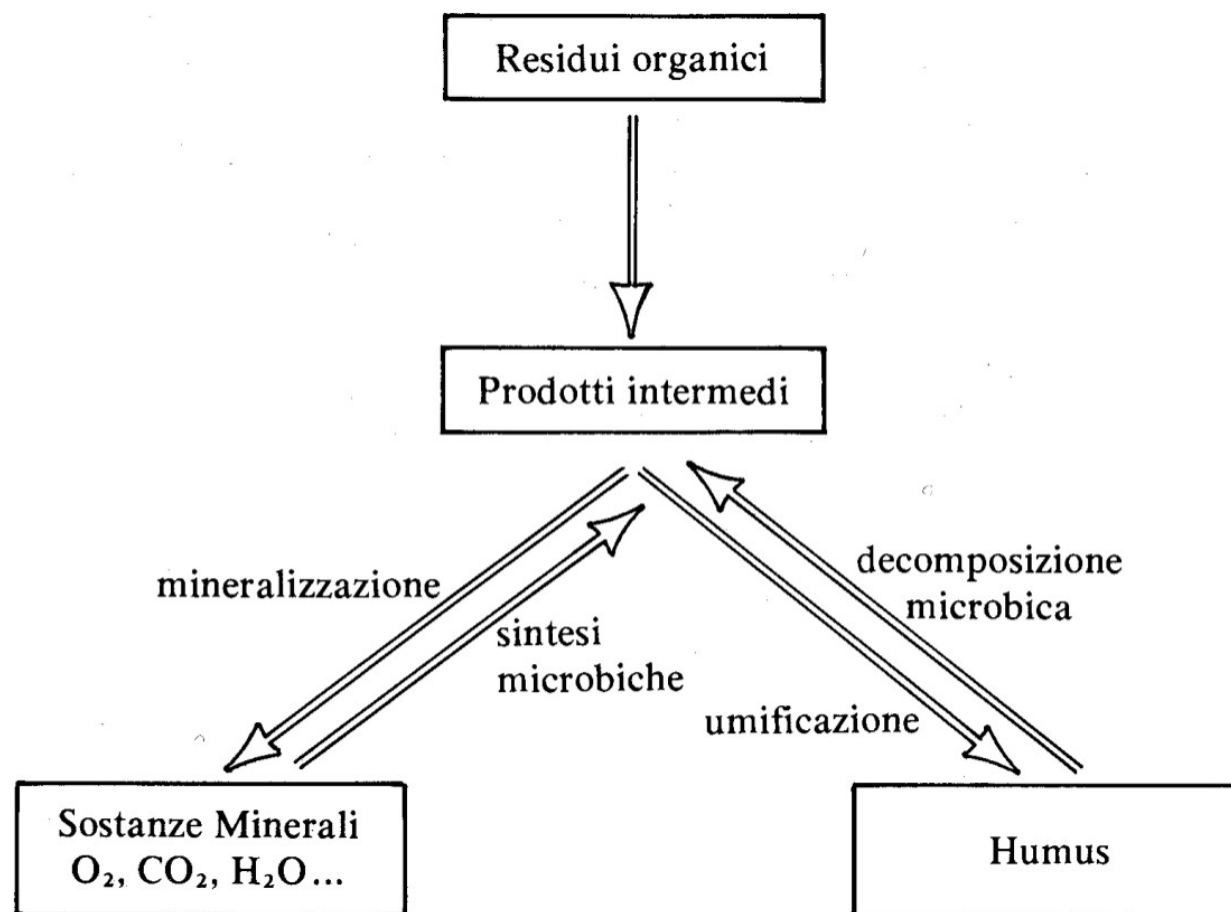 Residui organici
Prodotti intermedi
mineralizzazione
sintesi
microbiche
decomposizione
microbica
umificazione
Sostanze Minerali
O₂, CO₂, H₂O...
Humus